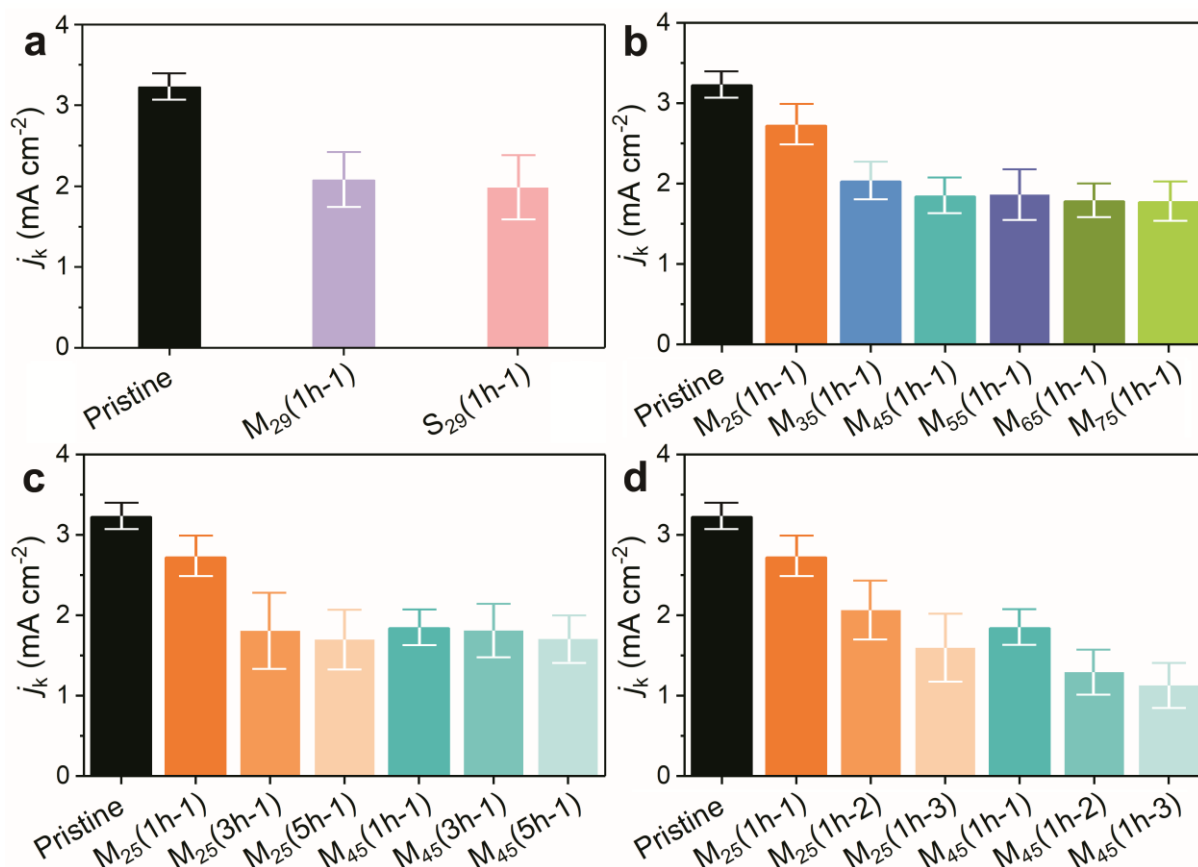 a
4
3
2
1
0
jk (mA cm-2)
Pristine
M29(1h-1)
S29(1h-1)
b
4
3
2
1
0
jk (mA cm-2)
Pristine
M25(1h-1)
M35(1h-1)
M45(1h-1)
M55(1h-1)
M65(1h-1)
M75(1h-1)
c
4
3
2
1
0
jk (mA cm-2)
Pristine
M25(1h-1)
M25(3h-1)
M25(5h-1)
M45(1h-1)
M45(3h-1)
M45(5h-1)
d
4
3
2
1
0
jk (mA cm-2)
Pristine
M25(1h-1)
M25(1h-2)
M25(1h-3)
M45(1h-1)
M45(1h-2)
M45(1h-3)